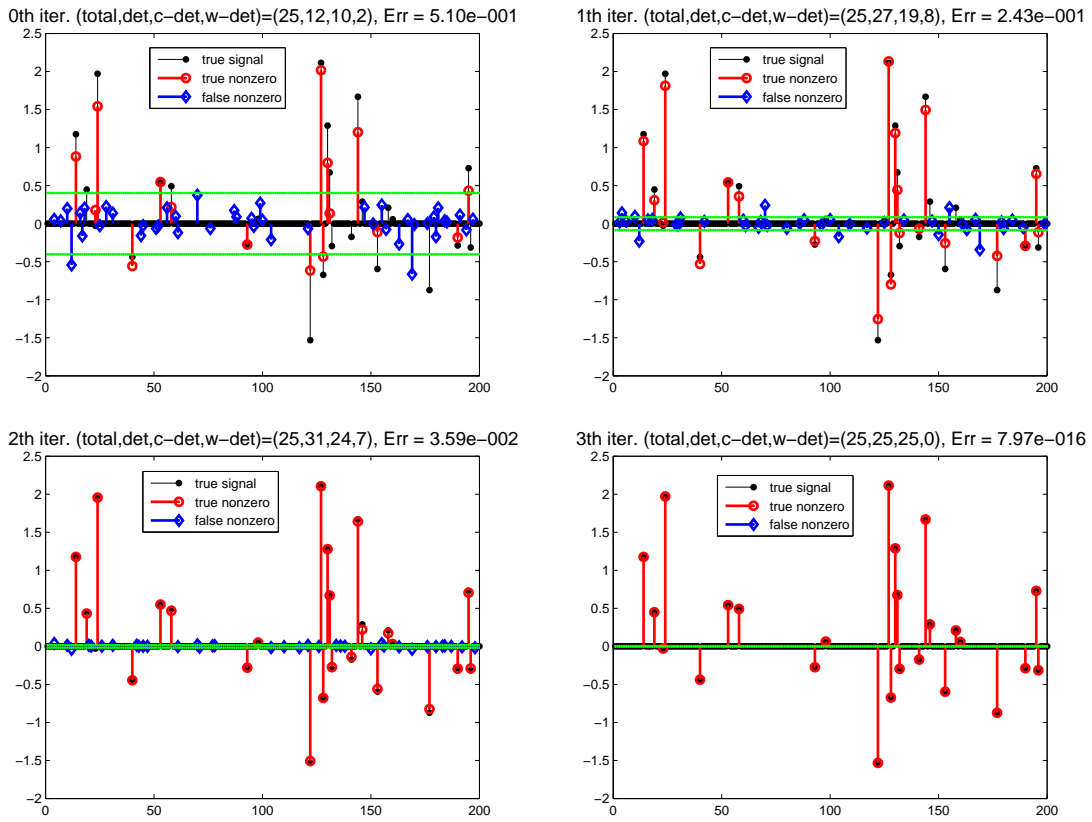 0th iter. (total,det,c−det,w−det)=(25,12,10,2), Err = 5.10e−001
2.5
2
1.5
1
0.5
0
−0.5
−1
−1.5
−2
0 50 100 150 200
true signal
true nonzero
false nonzero
1th iter. (total,det,c−det,w−det)=(25,27,19,8), Err = 2.43e−001
2.5
2
1.5
1
0.5
0
−0.5
−1
−1.5
−2
0 50 100 150 200
true signal
true nonzero
false nonzero
2th iter. (total,det,c−det,w−det)=(25,31,24,7), Err = 3.59e−002
2.5
2
1.5
1
0.5
0
−0.5
−1
−1.5
−2
0 50 100 150 200
true signal
true nonzero
false nonzero
3th iter. (total,det,c−det,w−det)=(25,25,25,0), Err = 7.97e−016
2.5
2
1.5
1
0.5
0
−0.5
−1
−1.5
−2
0 50 100 150 200
true signal
true nonzero
false nonzero